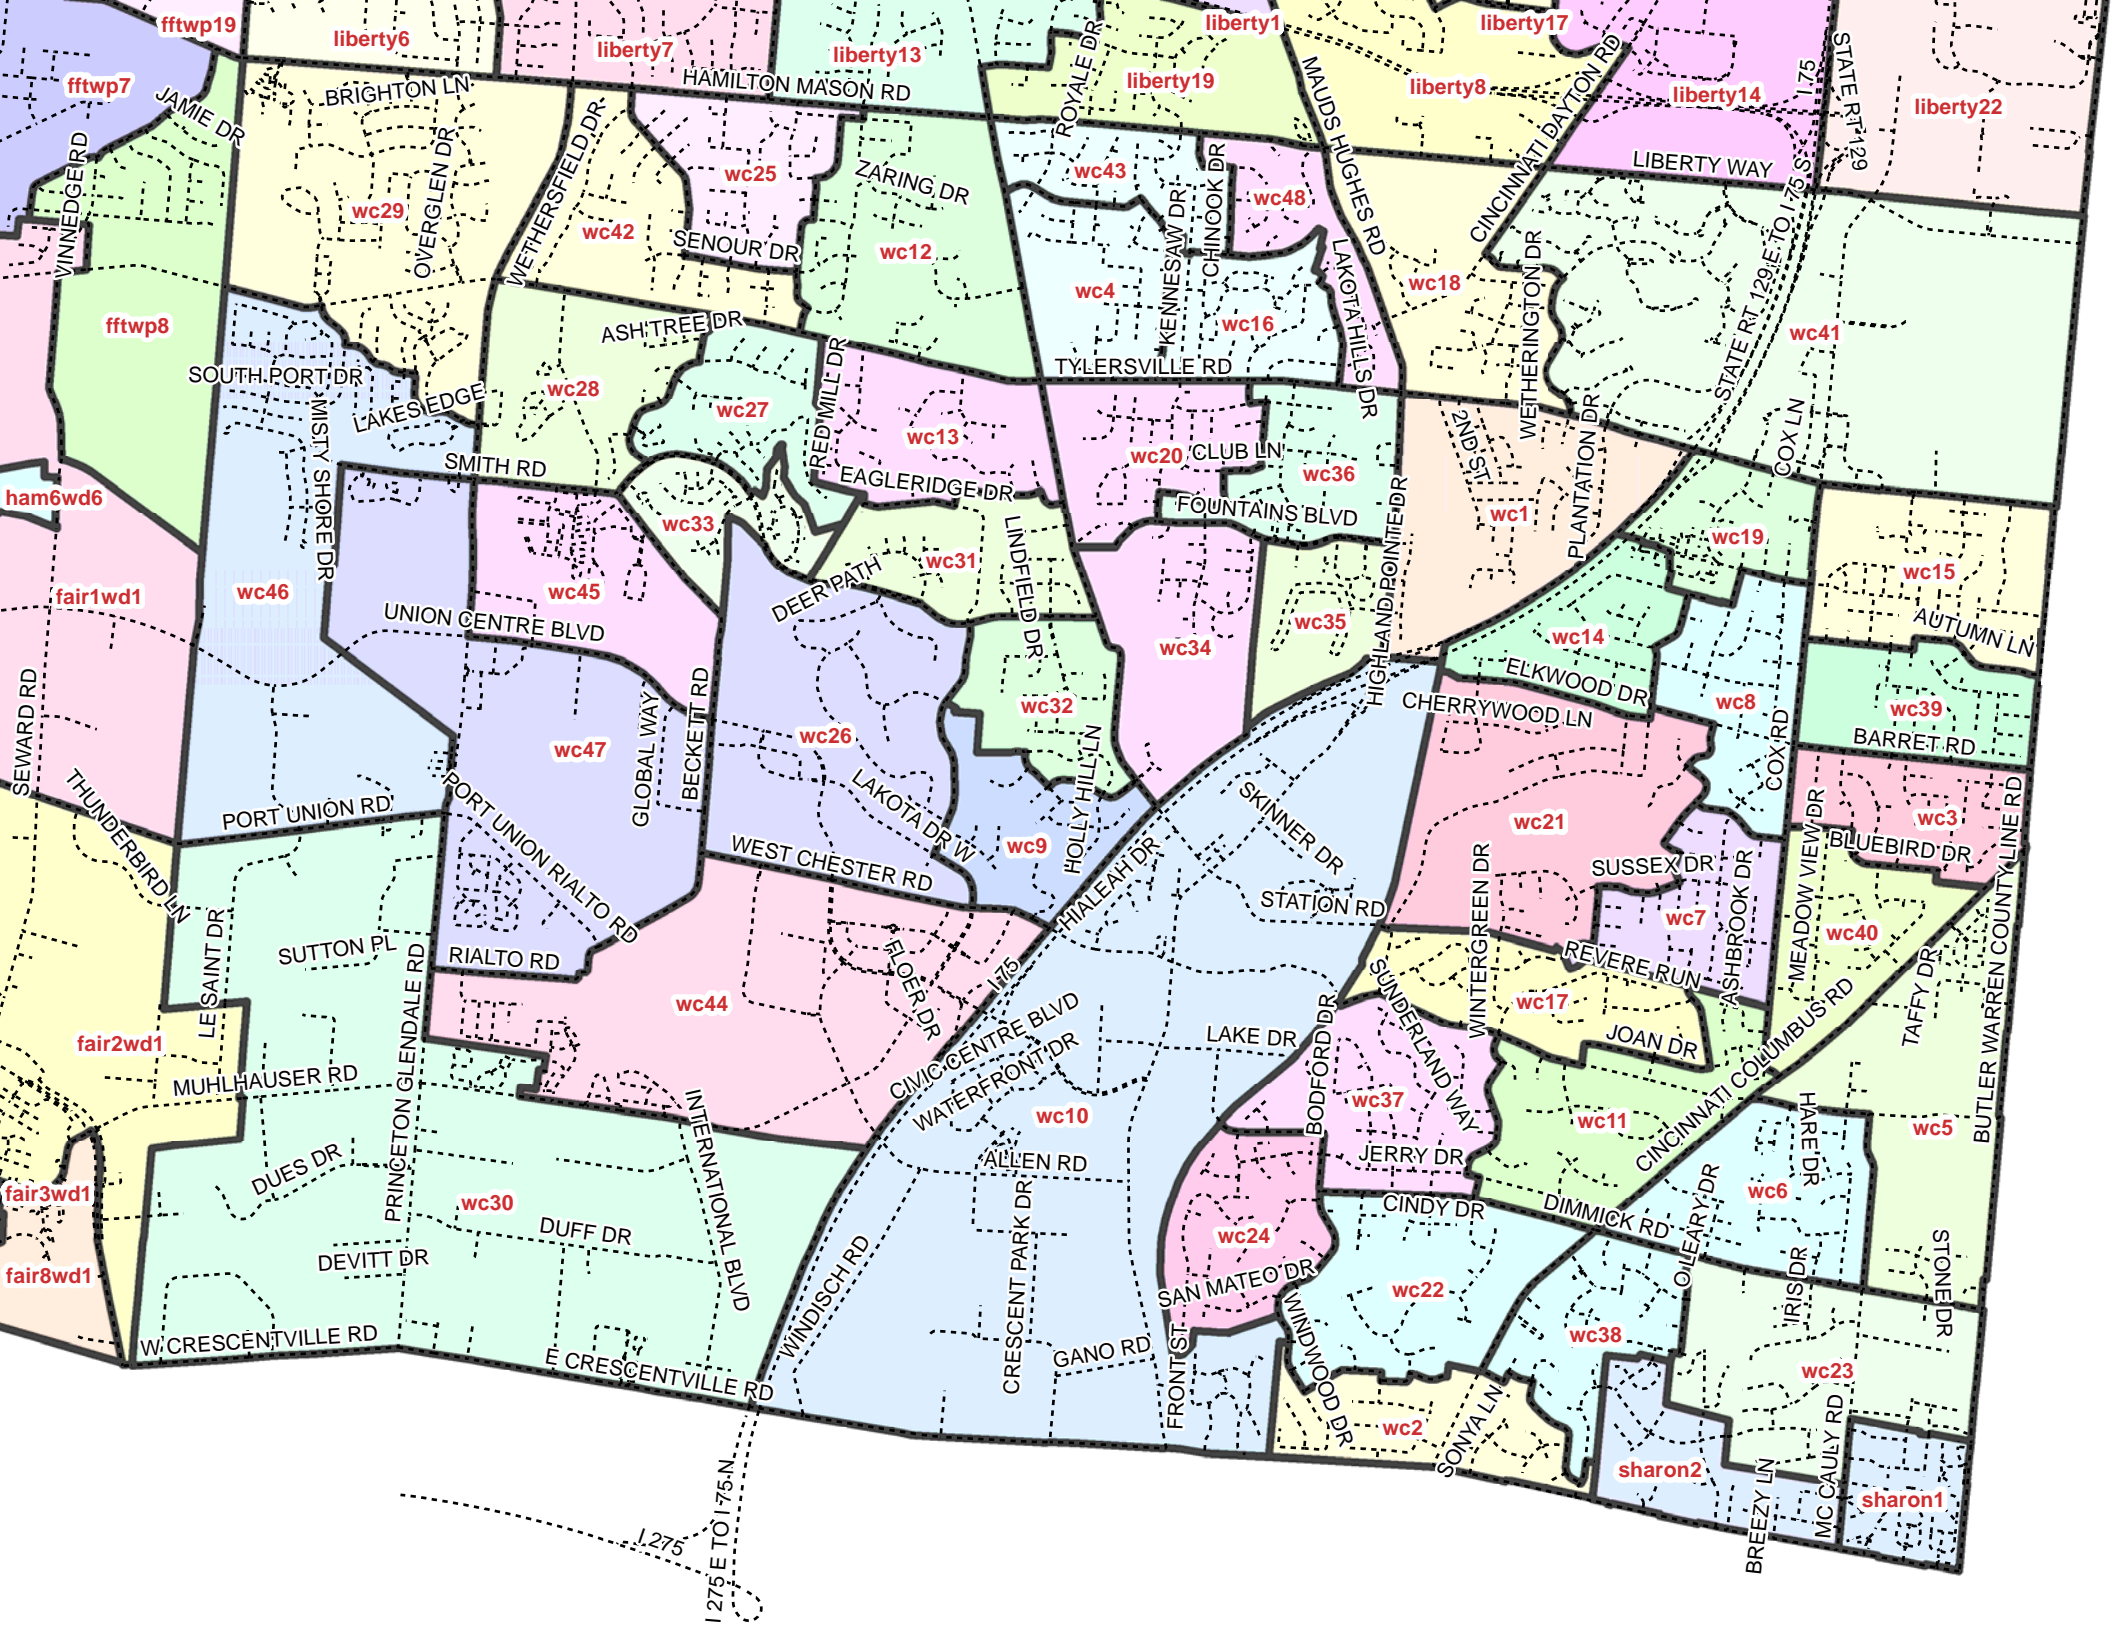 fftwp19
liberty6
liberty7
liberty13
liberty1
liberty17
fftwp7
JAMIE DR
BRIGHTON LN
HAMILTON MASON RD
ROYALE DR
liberty19
MAUDS HUGHES RD
liberty8
CINCINNATI DAYTON RD
liberty14
I 75
STATE RT 129
liberty22
VINNEDGE RD
OVERGLEN DR
WETHERSFIELD DR
wc25
ZARING DR
wc43
CHINOOK DR
wc48
LIBERTY WAY
wc29
wc42
SENOUR DR
wc12
KENNESAW DR
LAKOTA HILLS DR
wc18
WETHERINGTON DR
STATE RT 129 E TO I 75 S
wc41
fftwp8
wc4
wc16
ASH TREE DR
TYLERSVILLE RD
SOUTH PORT DR
MISTY SHORE DR
LAKES EDGE
wc28
wc27
RED MILL DR
wc13
wc20
CLUB LN
wc36
2ND ST
PLANTATION DR
COX LN
SMITH RD
EAGLERIDGE DR
FOUNTAINS BLVD
HIGHLAND POINTE DR
wc1
ham6wd6
wc33
LINDFIELD DR
wc19
wc15
fair1wd1
wc46
wc45
DEER PATH
wc31
UNION CENTRE BLVD
wc35
wc14
AUTUMN LN
wc34
ELKWOOD DR
SEWARD RD
BECKETT RD
GLOBAL WAY
wc32
CHERRYWOOD LN
wc8
wc39
wc47
wc26
HOLLY HILL LN
COX RD
BARRET RD
THUNDERBIRD LN
PORT UNION RD
PORT UNION RIALTO RD
LAKOTA DR W
SKINNER DR
wc21
MEADOW VIEW DR
wc3
BUTLER WARREN COUNTY LINE RD
WEST CHESTER RD
wc9
HIALEAH DR
STATION RD
WINTERGREEN DR
SUSSEX DR
BLUEBIRD DR
LE SAINT DR
SUTTON PL
RIALTO RD
wc7
ASHBROOK DR
wc40
TAFFY DR
wc44
FLOER DR
I 75
REVERE RUN
SUNDERLAND WAY
wc17
JOAN DR
CINCINNATI COLUMBUS RD
fair2wd1
PRINCETON GLENDALE RD
CIVIC CENTRE BLVD
WATERFRONT DR
LAKE DR
BODFORD DR
MUHLHAUSER RD
INTERNATIONAL BLVD
wc10
wc37
wc11
HARE DR
wc5
DUES DR
ALLEN RD
JERRY DR
fair3wd1
wc30
CRESCENT PARK DR
CINDY DR
DIMMICK RD
O LEARY DR
wc6
DUFF DR
wc24
DEVITT DR
WINDISCH RD
SAN MATEO DR
wc22
IRIS DR
STONE DR
fair8wd1
W CRESCENTVILLE RD
E CRESCENTVILLE RD
GANO RD
FRONT ST
WINDWOOD DR
wc38
wc23
wc2
SONYA LN
MC CAULY RD
sharon2
BREEZY LN
sharon1
I 275
I 275 E TO I 75 N